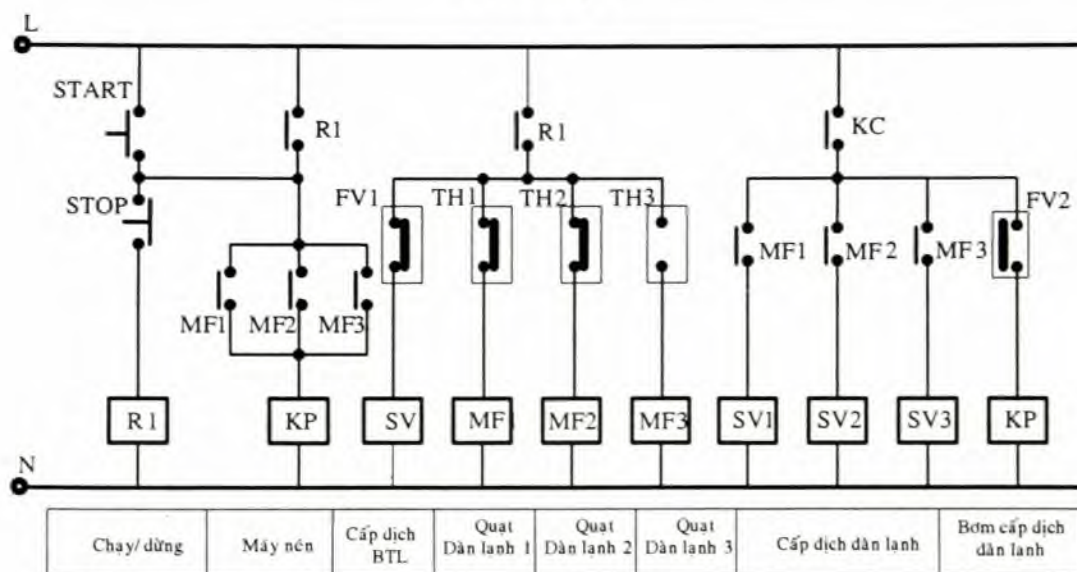 L
START
R1
R1
KC
STOP
FV1
TH1
TH2
TH3
FV2
MF1
MF2
MF3
MF1
MF2
MF3
R1
KP
SV
MF1
MF2
MF3
SV1
SV2
SV3
KP
N
Chạy/dừng
Máy nén
Cấp dịch
BTL
Quạt
Dàn lạnh 1
Quạt
Dàn lạnh 2
Quạt
Dàn lạnh 3
Cấp dịch dàn lạnh
Bơm cấp dịch
dàn lạnh